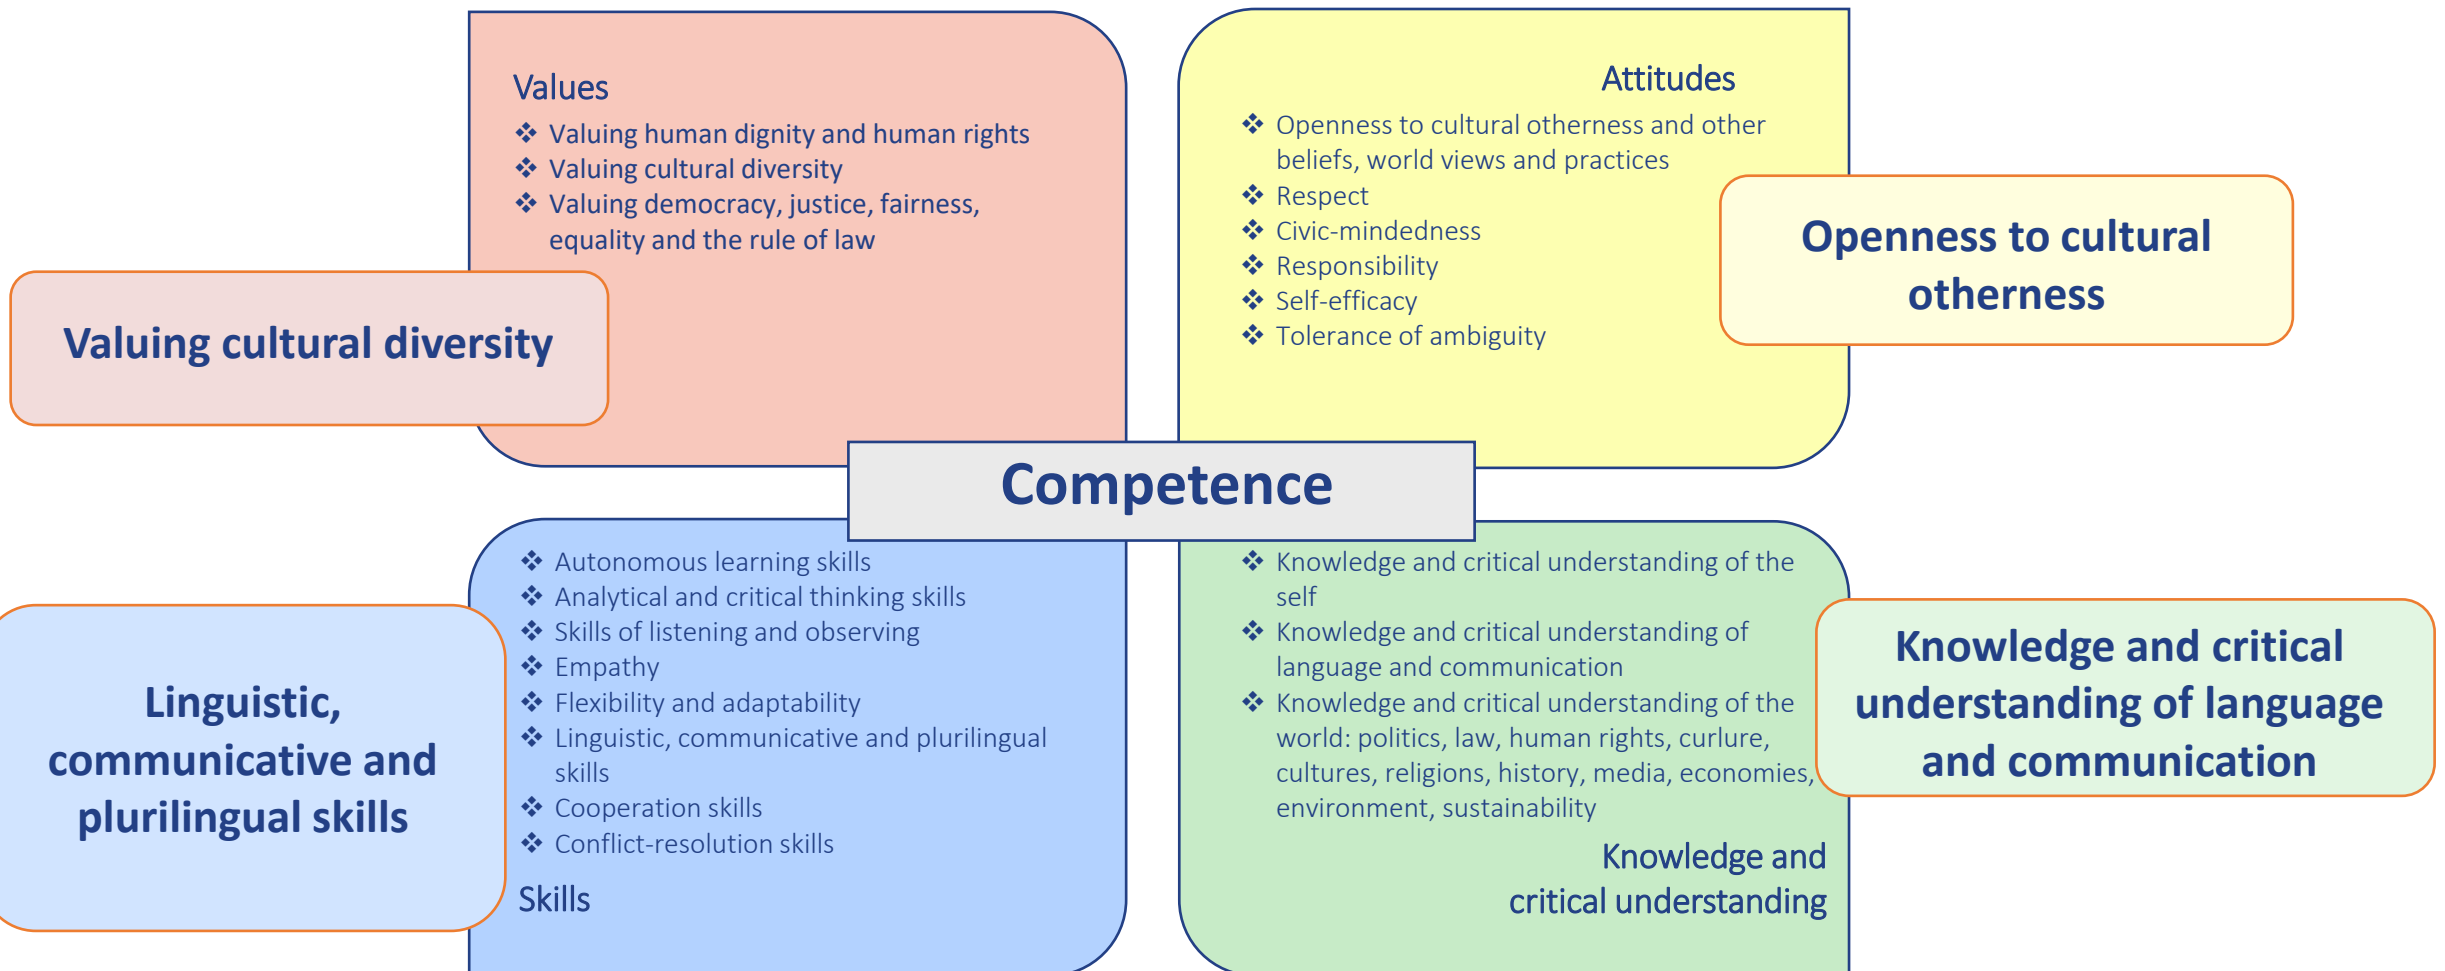 Values
❖ Valuing human dignity and human rights
❖ Valuing cultural diversity
❖ Valuing democracy, justice, fairness,
equality and the rule of law
Valuing cultural diversity
Attitudes
❖ Openness to cultural otherness and other
beliefs, world views and practices
❖ Respect
❖ Civic-mindedness
❖ Responsibility
❖ Self-efficacy
❖ Tolerance of ambiguity
Openness to cultural
otherness
Competence
❖ Autonomous learning skills
❖ Analytical and critical thinking skills
❖ Skills of listening and observing
❖ Empathy
❖ Flexibility and adaptability
❖ Linguistic, communicative and plurilingual
skills
❖ Cooperation skills
❖ Conflict-resolution skills
Skills
Linguistic,
communicative and
plurilingual skills
❖ Knowledge and critical understanding of the
self
❖ Knowledge and critical understanding of
language and communication
❖ Knowledge and critical understanding of the
world: politics, law, human rights, curlure,
cultures, religions, history, media, economies,
environment, sustainability
Knowledge and
critical understanding
Knowledge and critical
understanding of language
and communication